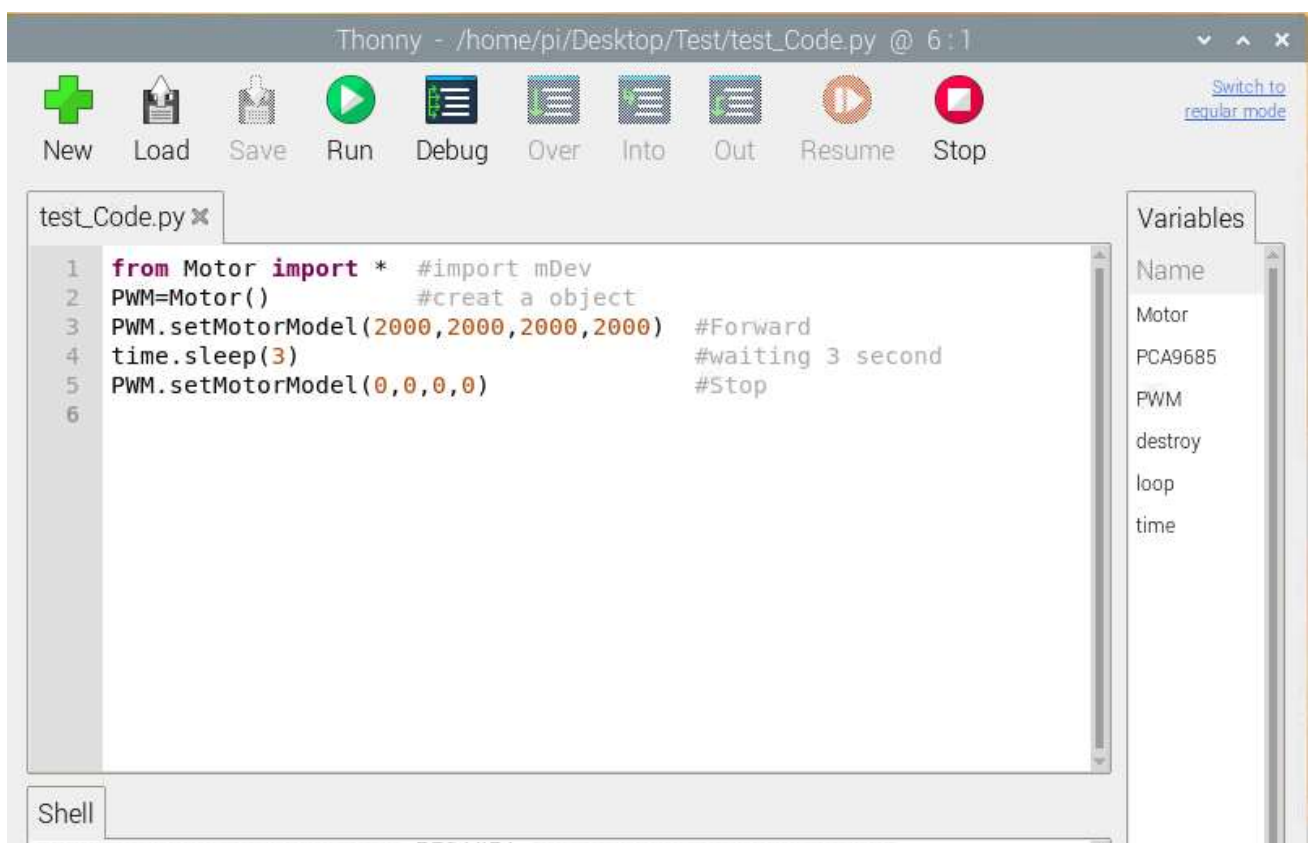 Thonny - /home/pi/Desktop/Test/test_Code.py @ 6:1
New Load Save Run Debug Over Into Out Resume Stop
Switch to
regular mode
test_Code.py
1 from Motor import * #import mDev
2 PWM=Motor() #creat a object
3 PWM.setMotorModel(2000,2000,2000,2000) #Forward
4 time.sleep(3) #waiting 3 second
5 PWM.setMotorModel(0,0,0,0) #Stop
6
Variables
Name
Motor
PCA9685
PWM
destroy
loop
time
Shell